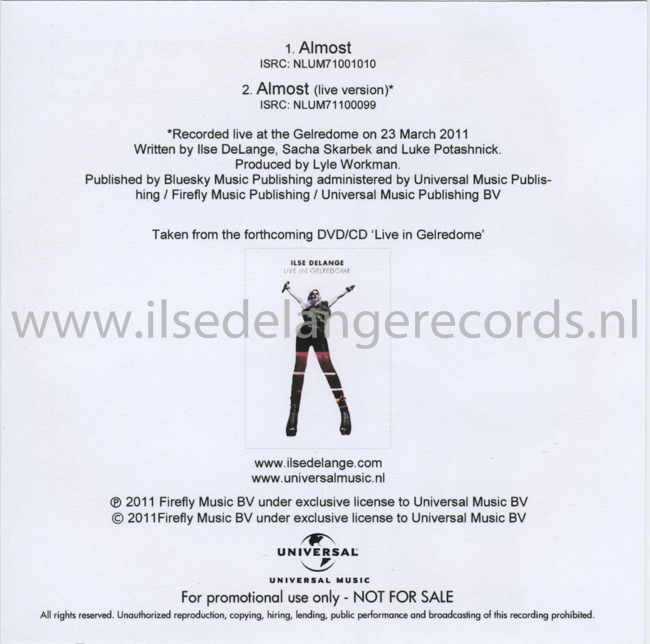 1. Almost
ISRC: NLUM71001010
2. Almost (live version)*
ISRC: NLUM71100099
*Recorded live at the Gelredome on 23 March 2011
Written by Ilse DeLange, Sacha Skarbek and Luke Potashnick.
Produced by Lyle Workman.
Published by Bluesky Music Publishing administered by Universal Music Publis-
hing / Firefly Music Publishing / Universal Music Publishing BV
Taken from the forthcoming DVD/CD ‘Live in Gelredome’
ILSE DELANGE
LIVE IN GELREDOME
www.ilsedelangerecords.nl
www.ilsedelange.com
www.universalmusic.nl
℗ 2011 Firefly Music BV under exclusive license to Universal Music BV
© 2011Firefly Music BV under exclusive license to Universal Music BV
UNIVERSAL
UNIVERSAL MUSIC
For promotional use only - NOT FOR SALE
All rights reserved. Unauthorized reproduction, copying, hiring, lending, public performance and broadcasting of this recording prohibited.